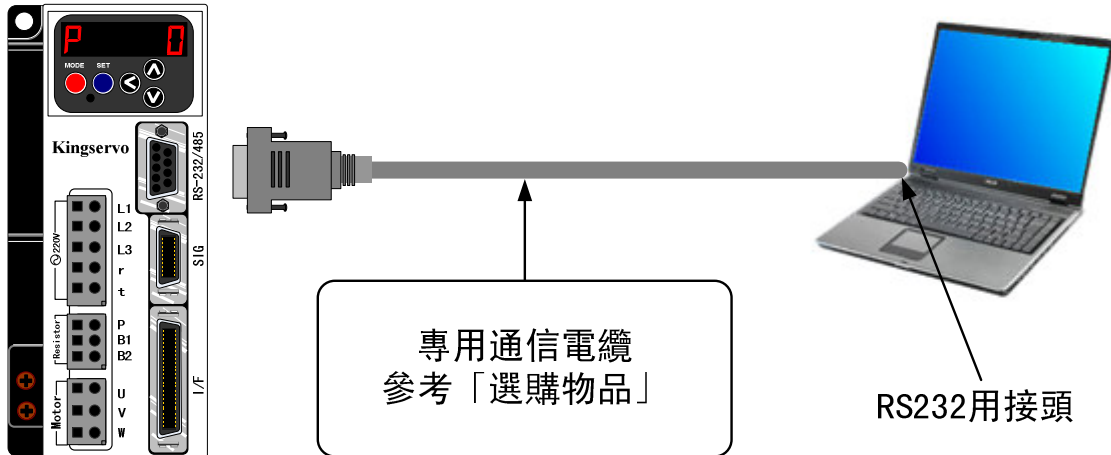 P 0
MODE SET
Kingservo
RS-232/485
L1
L2
L3
r
t
220V
SIG
P
B1
B2
Resistor
I/F
U
V
W
Motor
專用通信電纜
參考「選購物品」
RS232用接頭